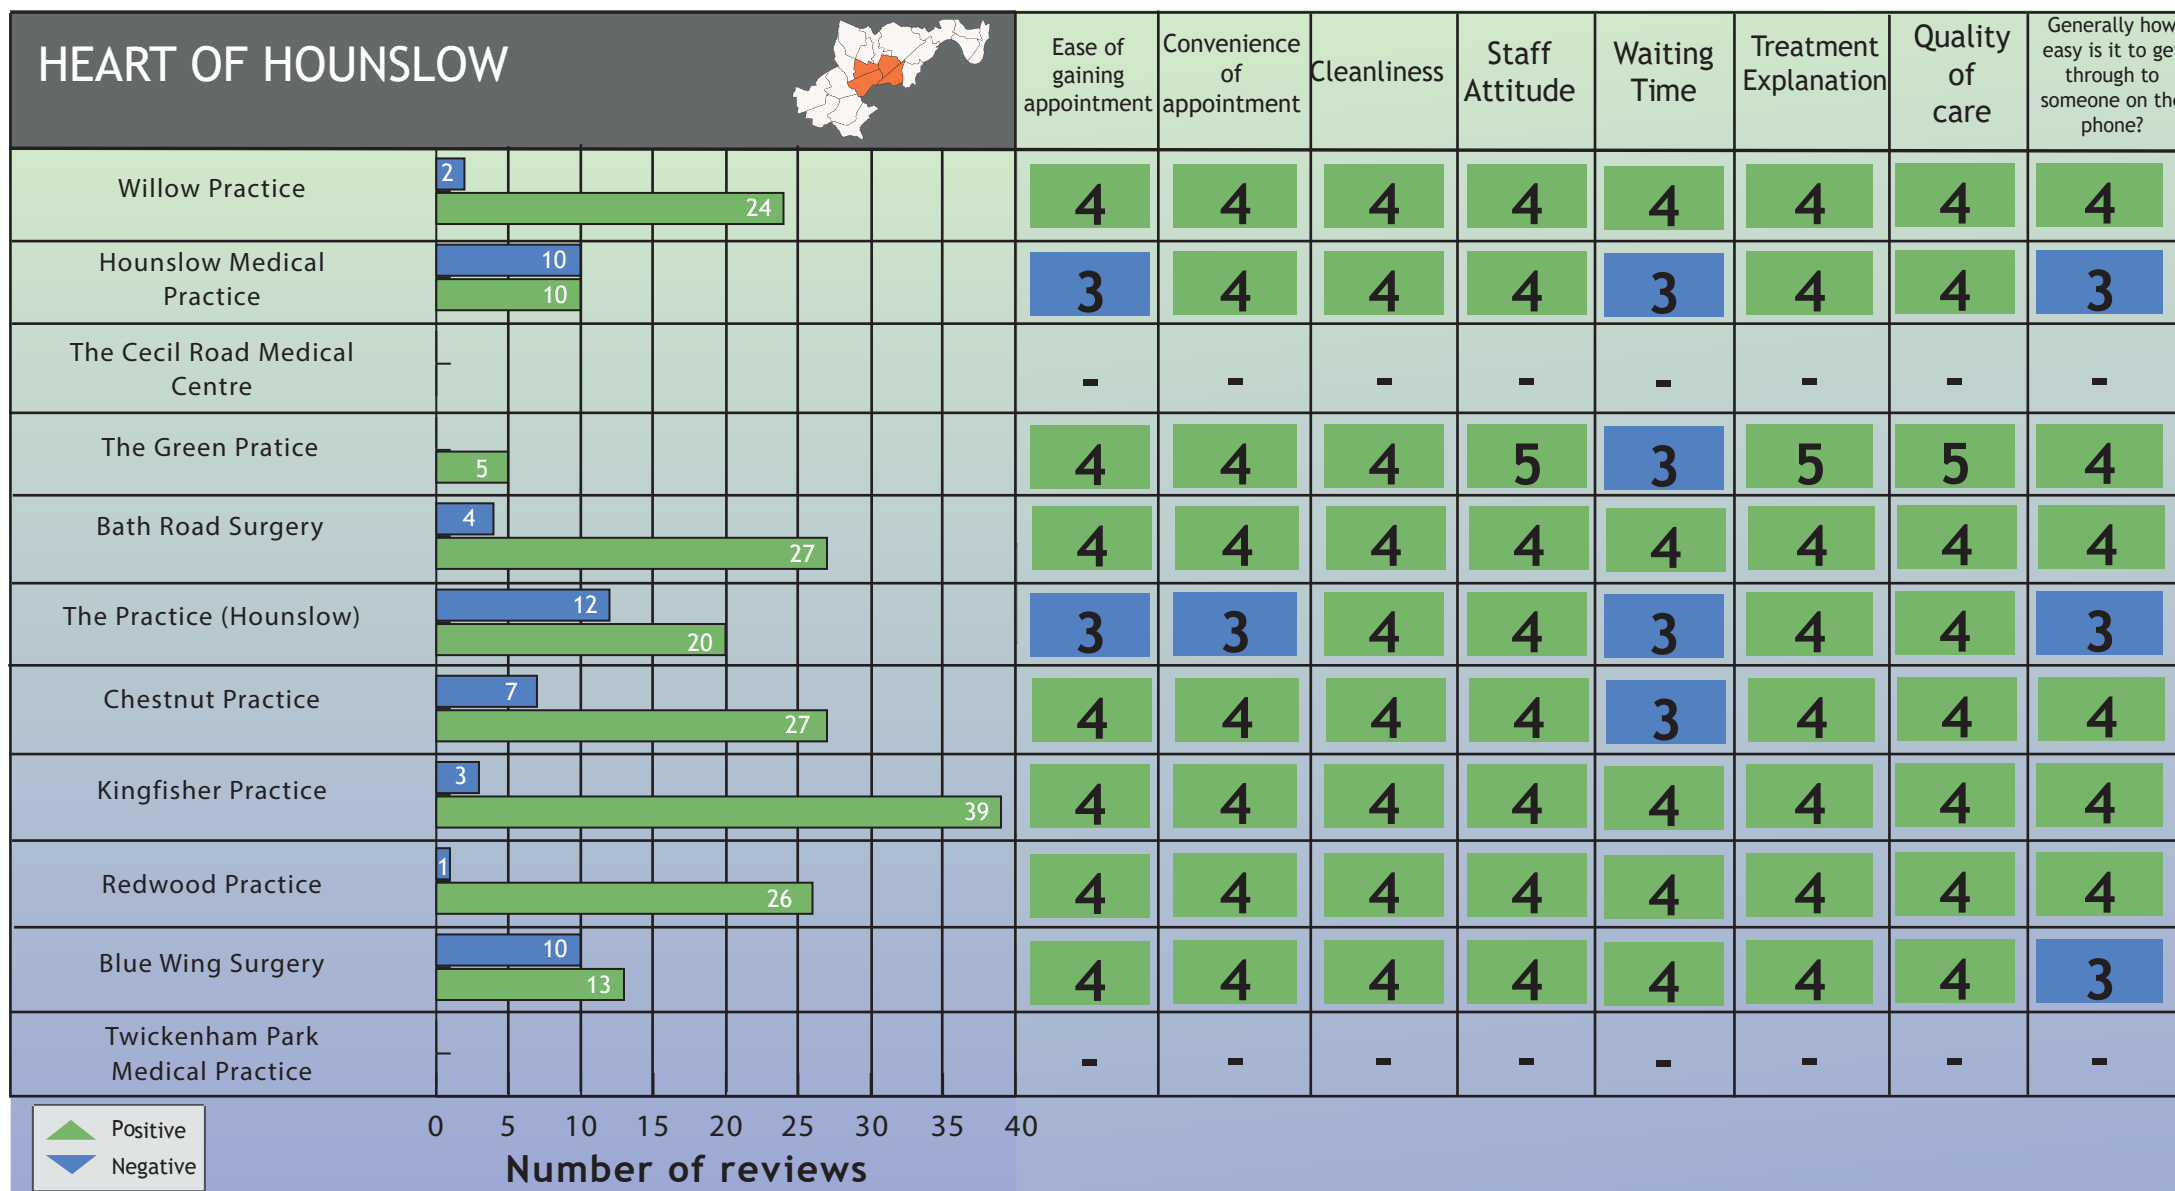 HEART OF HOUNSLOW
Ease of
gaining
appointment
Convenience
of
appointment
Cleanliness
Staff
Attitude
Waiting
Time
Treatment
Explanation
Quality
of
care
Generally how
easy is it to get
through to
someone on the
phone?
Willow Practice
2
24
4 4 4 4 4 4 4 4
Hounslow Medical
Practice
10
10
3 4 4 4 3 4 4 3
The Cecil Road Medical
Centre
- - - - - - - -
The Green Pratice
5
4 4 4 5 3 5 5 4
Bath Road Surgery
4
27
4 4 4 4 4 4 4 4
The Practice (Hounslow)
12
20
3 3 4 4 3 4 4 3
Chestnut Practice
7
27
4 4 4 4 3 4 4 4
Kingfisher Practice
3
39
4 4 4 4 4 4 4 4
Redwood Practice
1
26
4 4 4 4 4 4 4 4
Blue Wing Surgery
10
13
4 4 4 4 4 4 4 3
Twickenham Park
Medical Practice
- - - - - - - -
0 5 10 15 20 25 30 35 40
Number of reviews
Positive
Negative